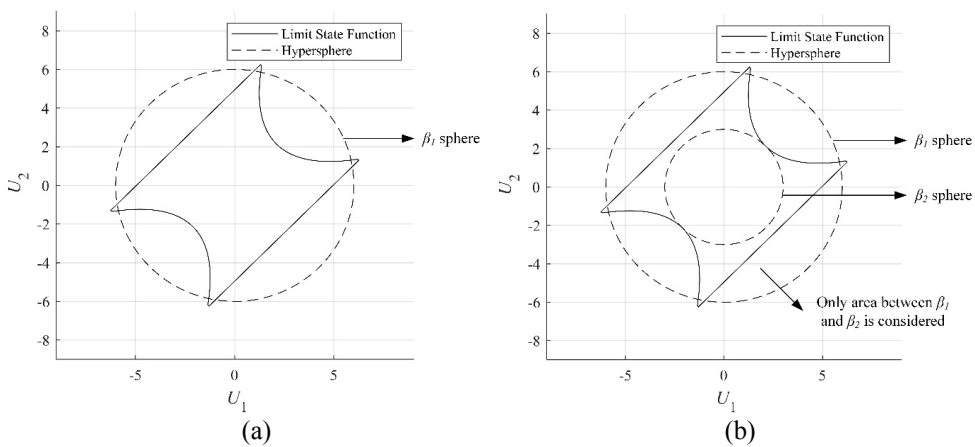 8
6
4
2
0
-2
-4
-6
-8
-5
0
5
U2
U1
Limit State Function
Hypersphere
β1 sphere
(a)
8
6
4
2
0
-2
-4
-6
-8
-5
0
5
U2
U1
Limit State Function
Hypersphere
β1 sphere
β2 sphere
Only area between β1
and β2 is considered
(b)